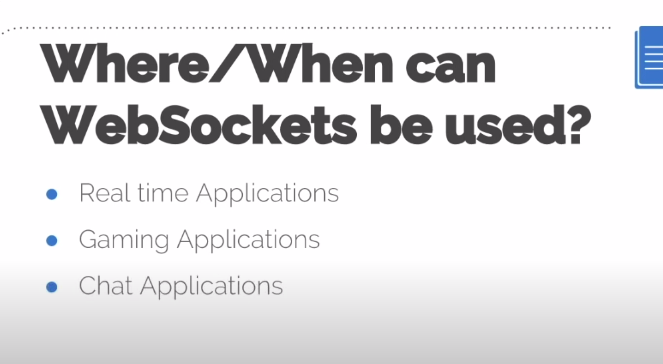 Where/When can
WebSockets be used?
Real time Applications
Gaming Applications
Chat Applications